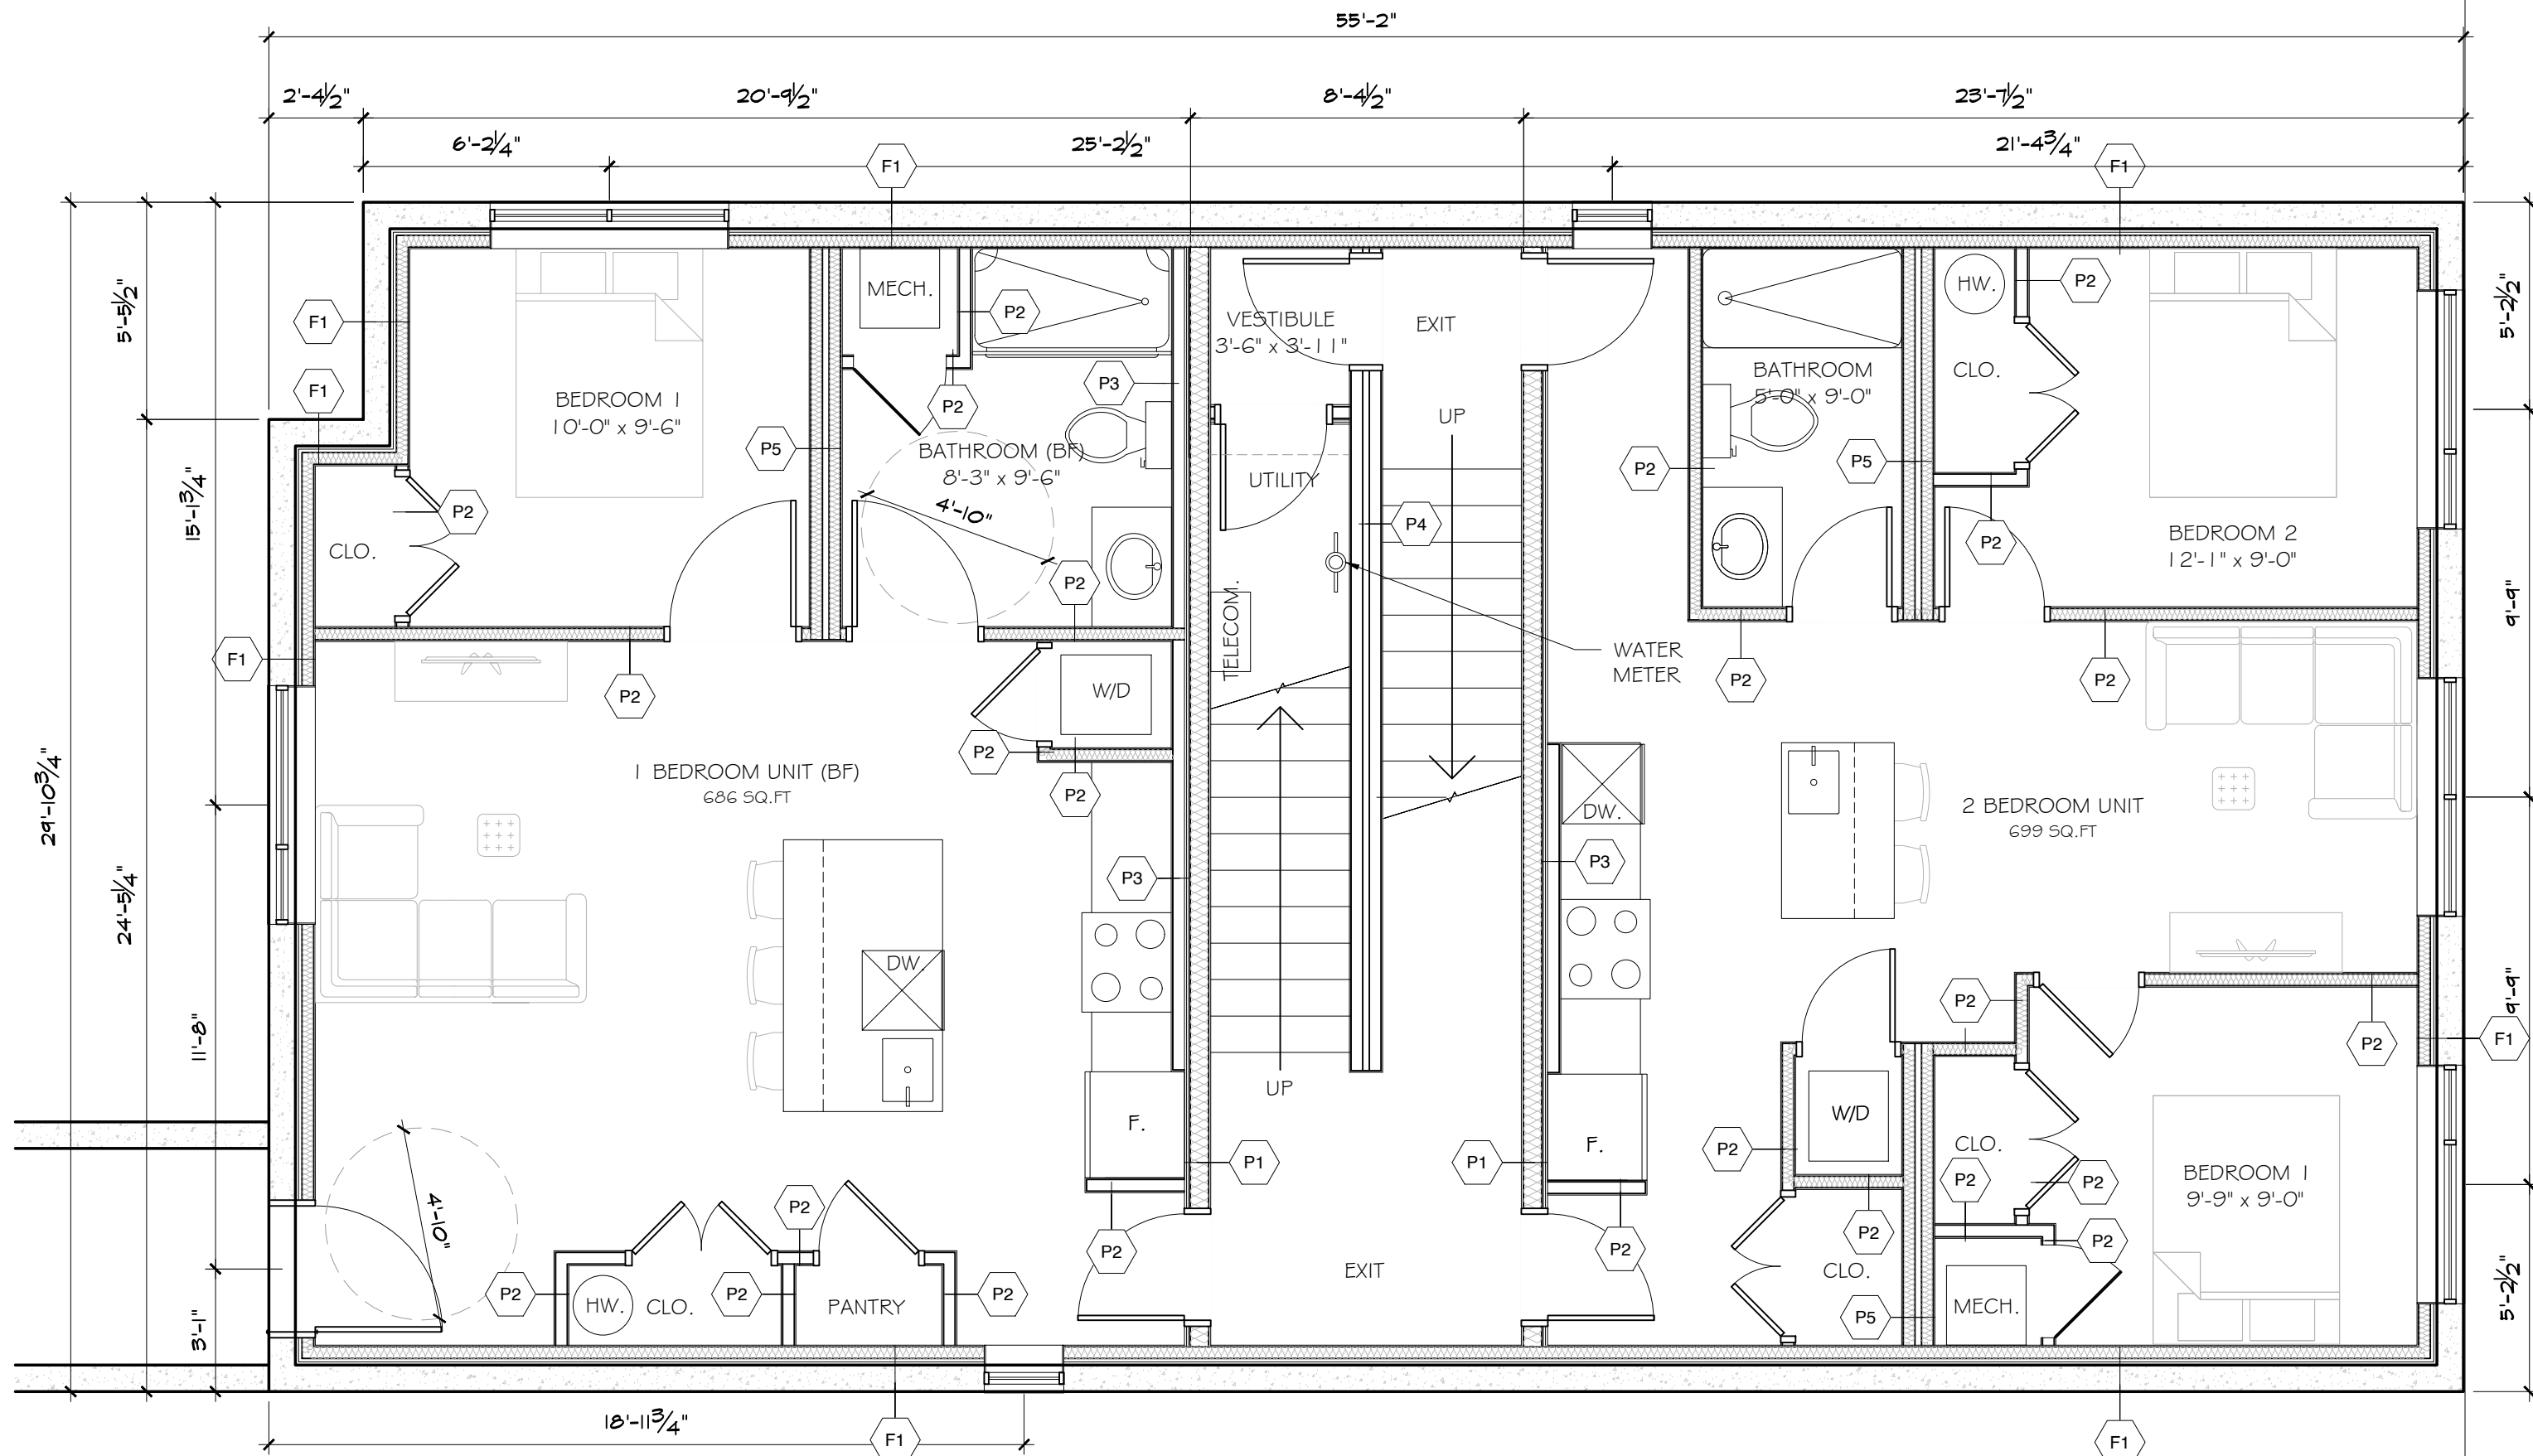 55'-2"
2'-4½"
20'-9½"
8'-4½"
23'-7½"
6'-2¼"
25'-2½"
21'-4¾"
F1
F1
5'-5½"
15'-1¾"
29'-10¾"
24'-5¼"
11'-8"
3'-1"
F1
F1
F1
BEDROOM 1
10'-0" x 9'-6"
CLO.
P2
P5
P2
MECH.
P2
P2
P3
BATHROOM (BF)
8'-3" x 9'-6"
4'-10"
P2
W/D
P2
P2
1 BEDROOM UNIT (BF)
686 SQ.FT
P3
DW.
F.
P1
4'-10"
P2
HW.
CLO.
P2
P2
PANTRY
P2
P2
VESTIBULE
3'-6" x 3'-11"
EXIT
UP
UTILITY
P4
TELECOM.
WATER
METER
UP
EXIT
BATHROOM
5'-0" x 9'-0"
P2
P5
P2
HW.
P2
CLO.
P2
BEDROOM 2
12'-1" x 9'-0"
P2
DW.
P3
2 BEDROOM UNIT
699 SQ.FT
F.
P1
P2
P2
P2
F1
W/D
P2
P2
CLO.
P2
P2
P2
CLO.
P5
MECH.
BEDROOM 1
9'-9" x 9'-0"
5'-2½"
9'-9"
9'-9"
5'-2½"
18'-11¾"
F1
F1